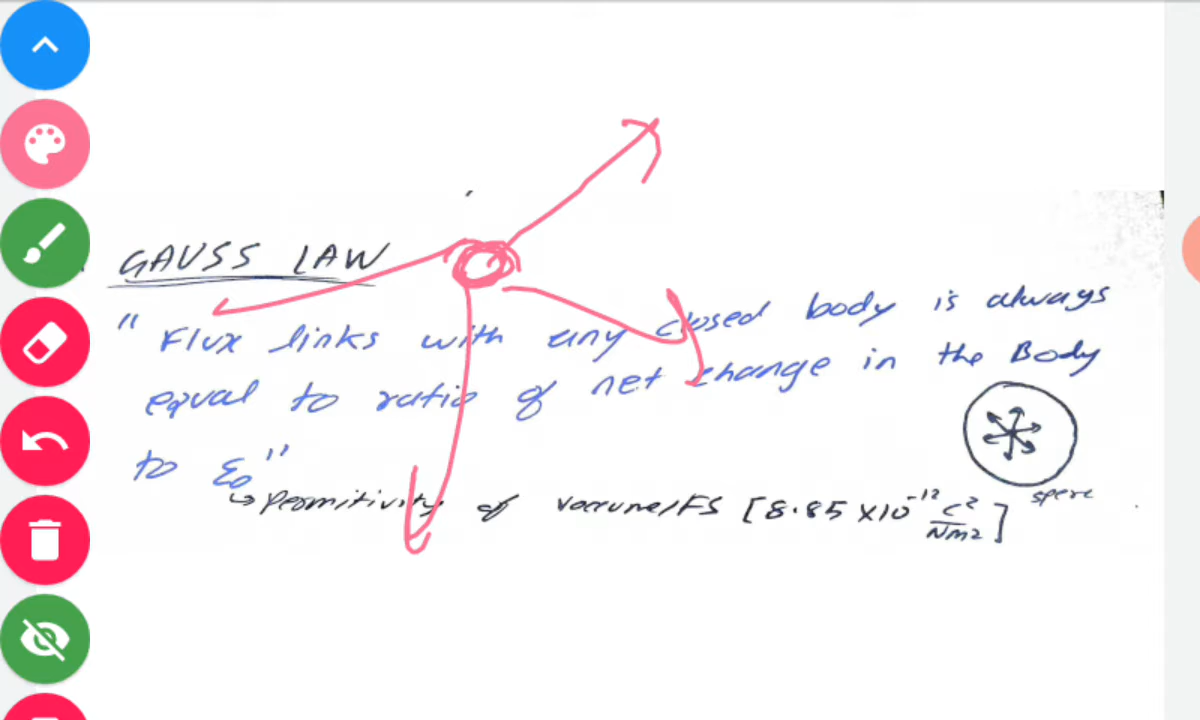 GAUSS LAW
" Flux links with any closed body is always
equal to ratio of net change in the Body
to ε₀"
↳ Permitivity of vaccume/FS [8.85 x10⁻¹² C²/Nm2]
spere